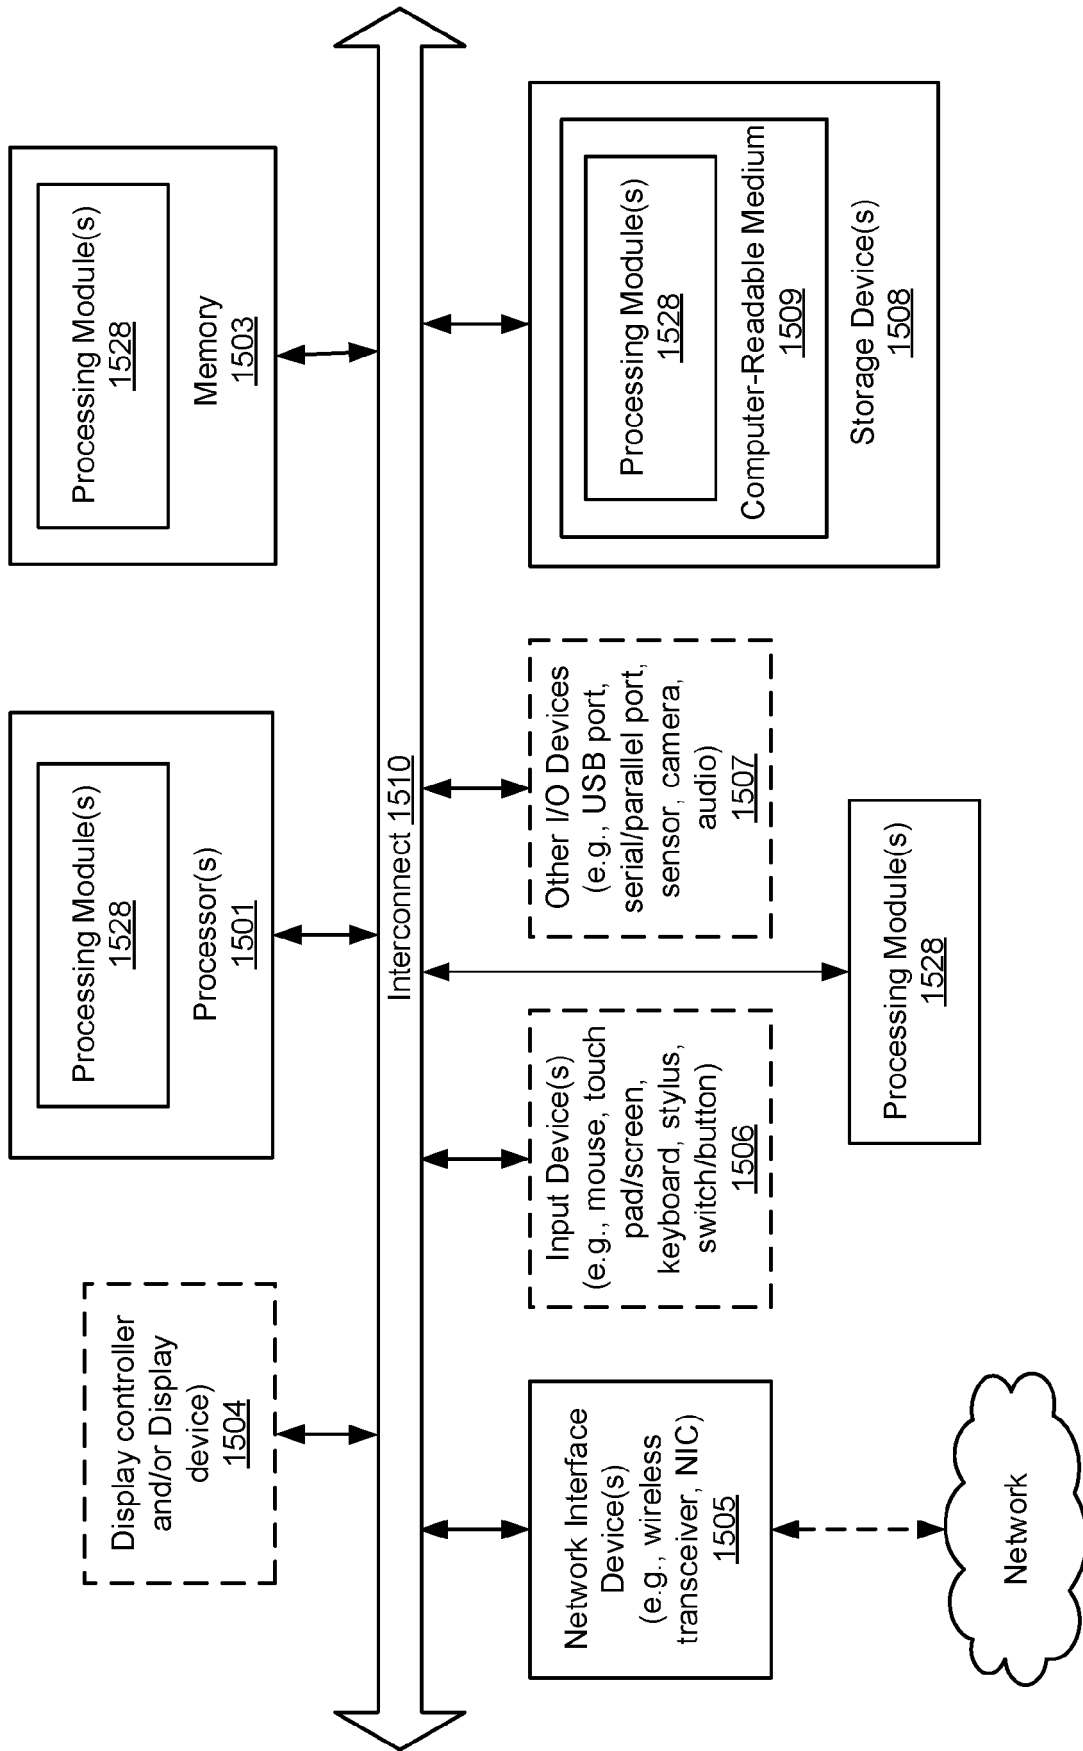 Display controller
and/or Display
device)
1504
Processing Module(s)
1528
Processor(s)
1501
Processing Module(s)
1528
Memory
1503
Interconnect 1510
Network Interface
Device(s)
(e.g., wireless
transceiver, NIC)
1505
Input Device(s)
(e.g., mouse, touch
pad/screen,
keyboard, stylus,
switch/button)
1506
Other I/O Devices
(e.g., USB port,
serial/parallel port,
sensor, camera,
audio)
1507
Processing Module(s)
1528
Computer-Readable Medium
1509
Storage Device(s)
1508
Processing Module(s)
1528
Network